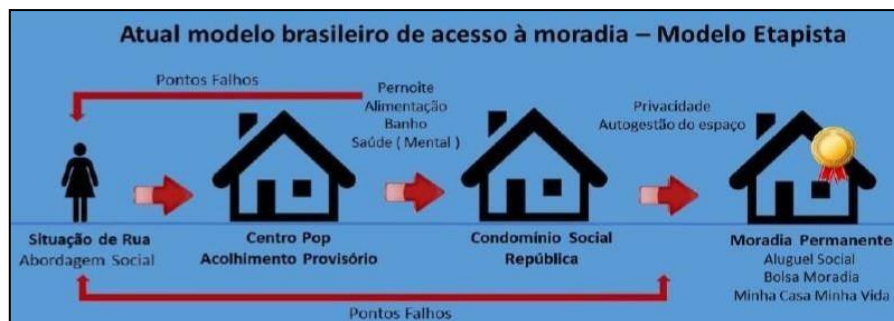 Atual modelo brasileiro de acesso à moradia – Modelo Etapista
Pontos Falhos
Pernoite
Alimentação
Banho
Saúde ( Mental )
Privacidade
Autogestão do espaço
Situação de Rua
Abordagem Social
Centro Pop
Acolhimento Provisório
Condomínio Social
República
Moradia Permanente
Aluguel Social
Bolsa Moradia
Minha Casa Minha Vida
Pontos Falhos